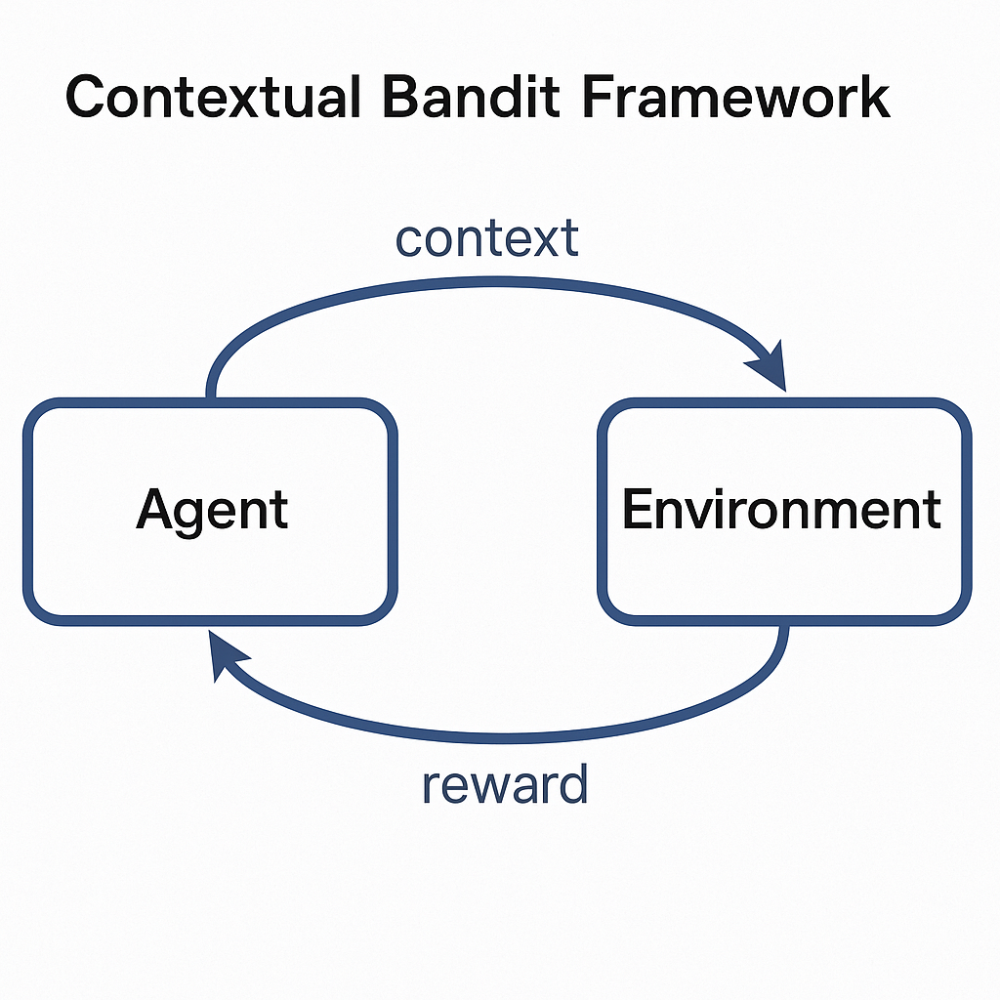 Contextual Bandit Framework
context
Agent
Environment
reward